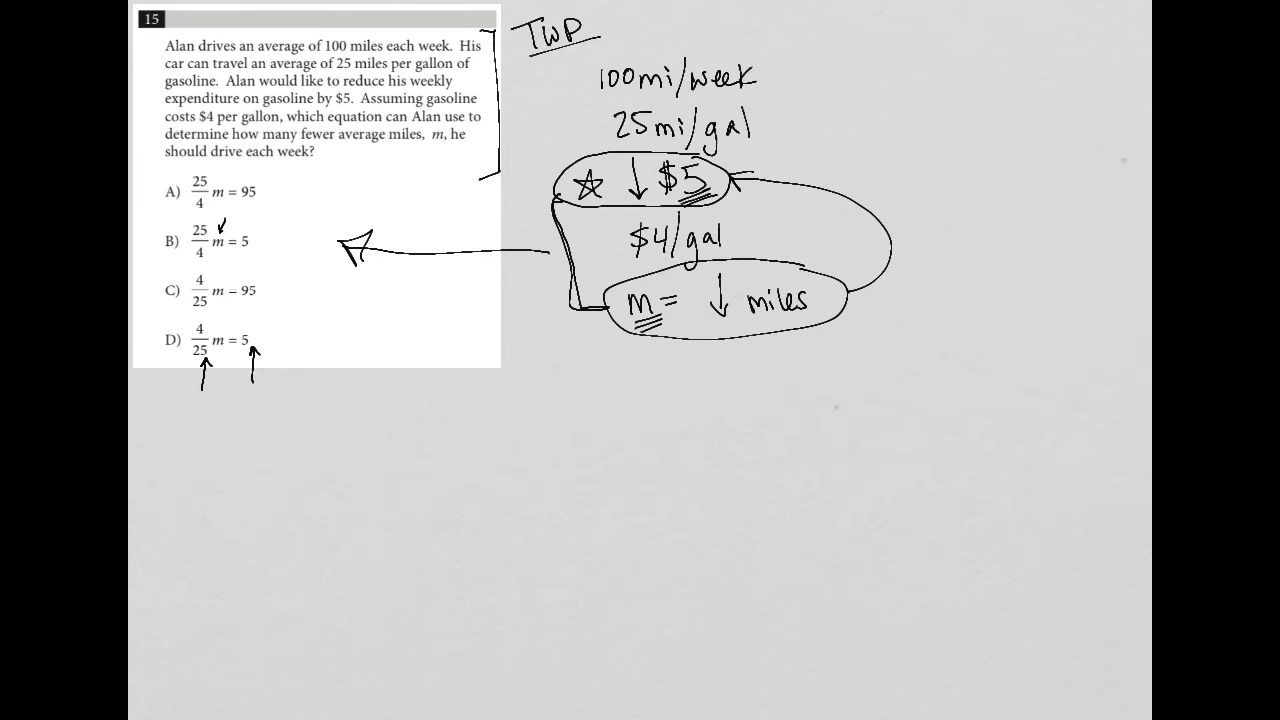 15
Alan drives an average of 100 miles each week. His
car can travel an average of 25 miles per gallon of
gasoline. Alan would like to reduce his weekly
expenditure on gasoline by $5. Assuming gasoline
costs $4 per gallon, which equation can Alan use to
determine how many fewer average miles, m, he
should drive each week?
A) 25/4 m = 95
B) 25/4 m = 5
C) 4/25 m = 95
D) 4/25 m = 5
TWP
100mi/week
25mi/gal
☆ ↓ $5
$4/gal
m = ↓ miles